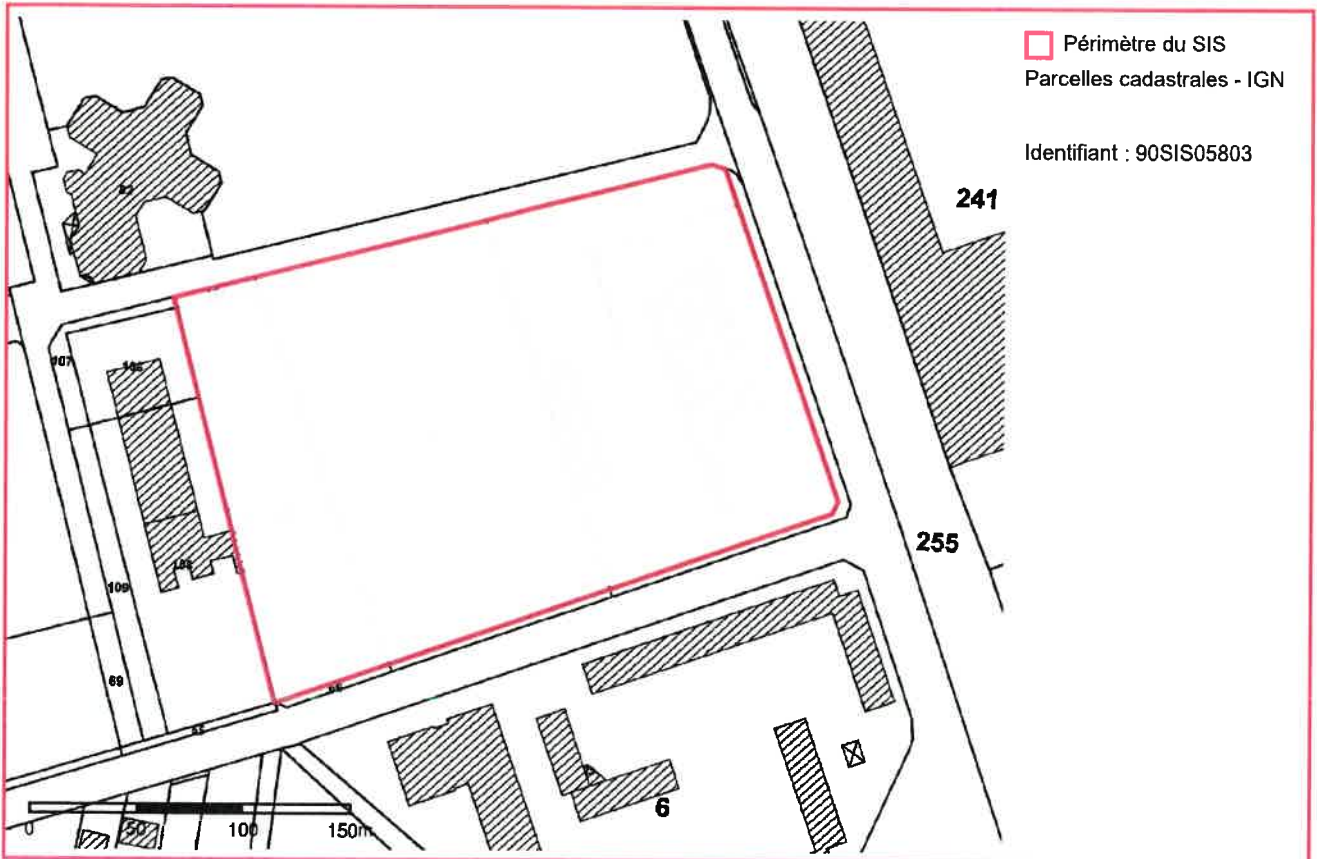 Périmètre du SIS
Parcelles cadastrales - IGN
Identifiant : 90SIS05803
241
107
109
255
69
6
0 50 100 150m